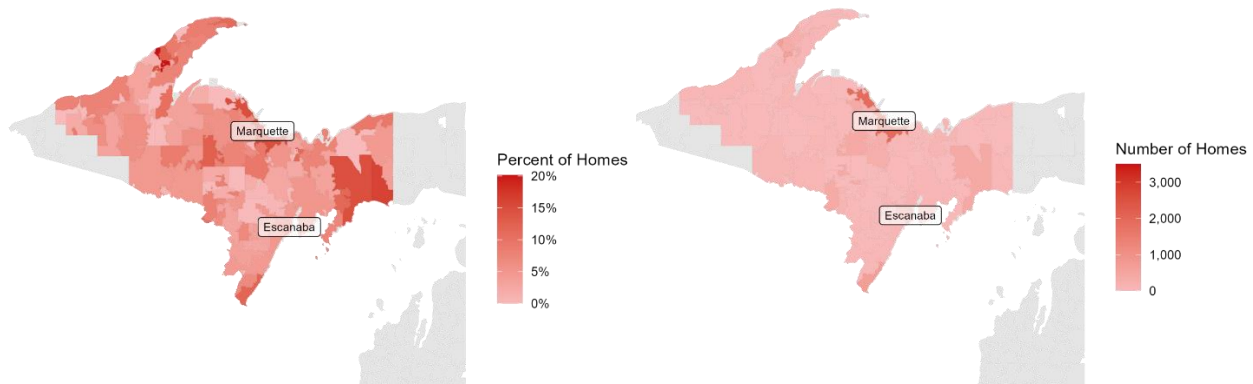 Marquette
Escanaba
Percent of Homes
20%
15%
10%
5%
0%
Marquette
Escanaba
Number of Homes
3,000
2,000
1,000
0